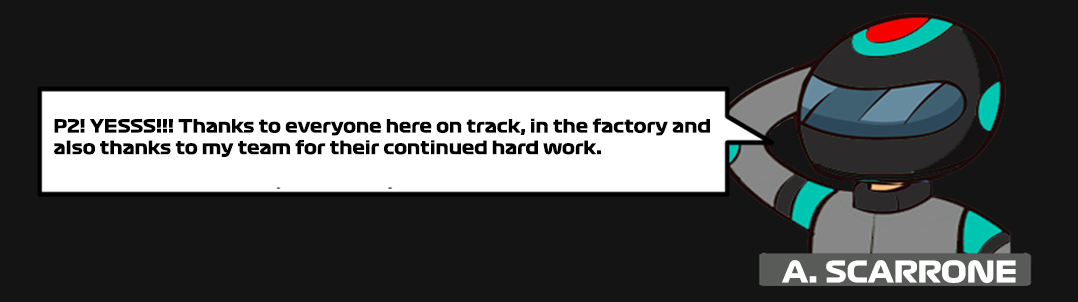 P2! YESSS!!! Thanks to everyone here on track, in the factory and
also thanks to my team for their continued hard work.
A. SCARRONE